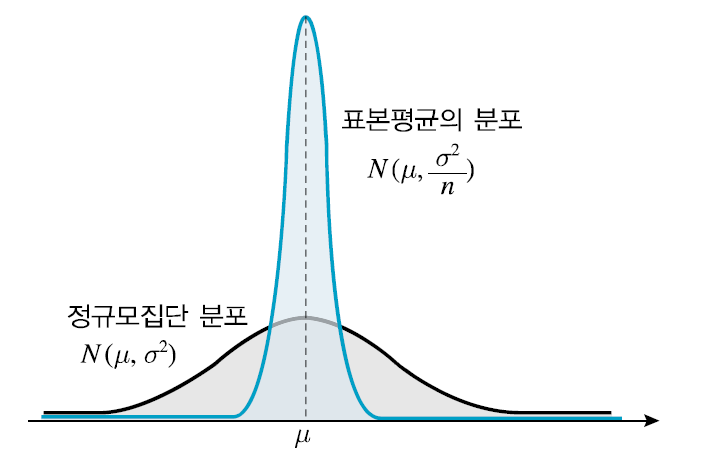 표본평균의 분포
N(μ, σ²/n)
정규모집단 분포
N(μ, σ²)
μ